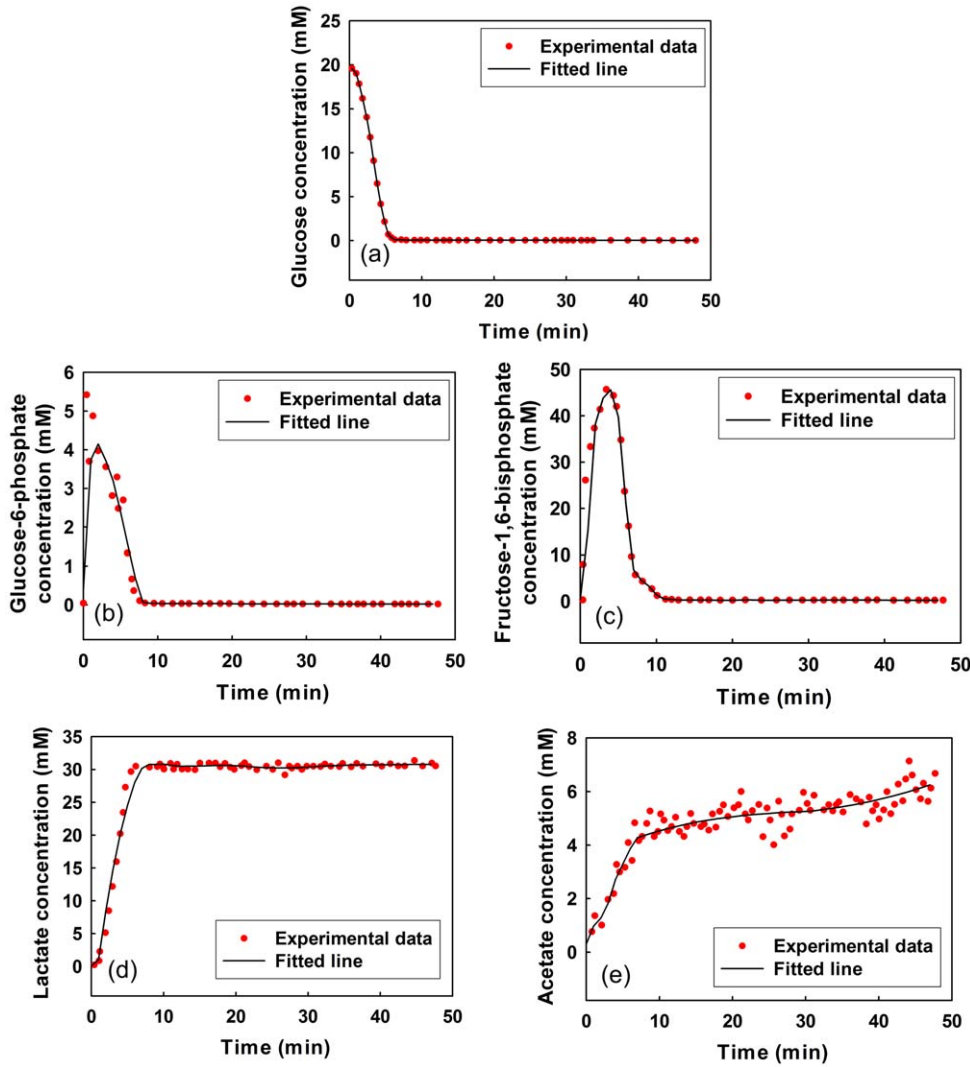 Glucose concentration (mM)
25
20
15
10
5
0
Experimental data
Fitted line
(a)
0 10 20 30 40 50
Time (min)
Glucose-6-phosphate
concentration (mM)
6
5
4
3
2
1
0
Experimental data
Fitted line
(b)
0 10 20 30 40 50
Time (min)
Fructose-1,6-bisphosphate
concentration (mM)
50
40
30
20
10
0
Experimental data
Fitted line
(c)
0 10 20 30 40 50
Time (min)
Lactate concentration (mM)
35
30
25
20
15
10
5
0
Experimental data
Fitted line
(d)
0 10 20 30 40 50
Time (min)
Acetate concentration (mM)
8
6
4
2
0
Experimental data
Fitted line
(e)
0 10 20 30 40 50
Time (min)